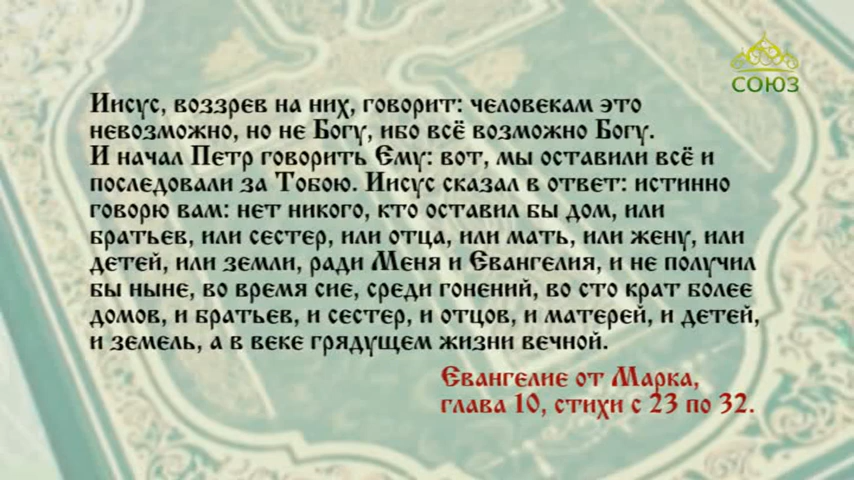 СОЮЗ
Иисус, воззрев на них, говорит: человекам это
невозможно, но не Богу, ибо всё возможно Богу.
И начал Петр говорить Ему: вот, мы оставили всё и
последовали за Тобою. Иисус сказал в ответ: истинно
говорю вам: нет никого, кто оставил бы дом, или
братьев, или сестер, или отца, или мать, или жену, или
детей, или земли, ради Меня и Евангелия, и не получил
бы ныне, во время сие, среди гонений, во сто крат более
домов, и братьев, и сестер, и отцов, и матерей, и детей,
и земель, а в веке грядущем жизни вечной.
Евангелие от Марка,
глава 10, стихи с 23 по 32.